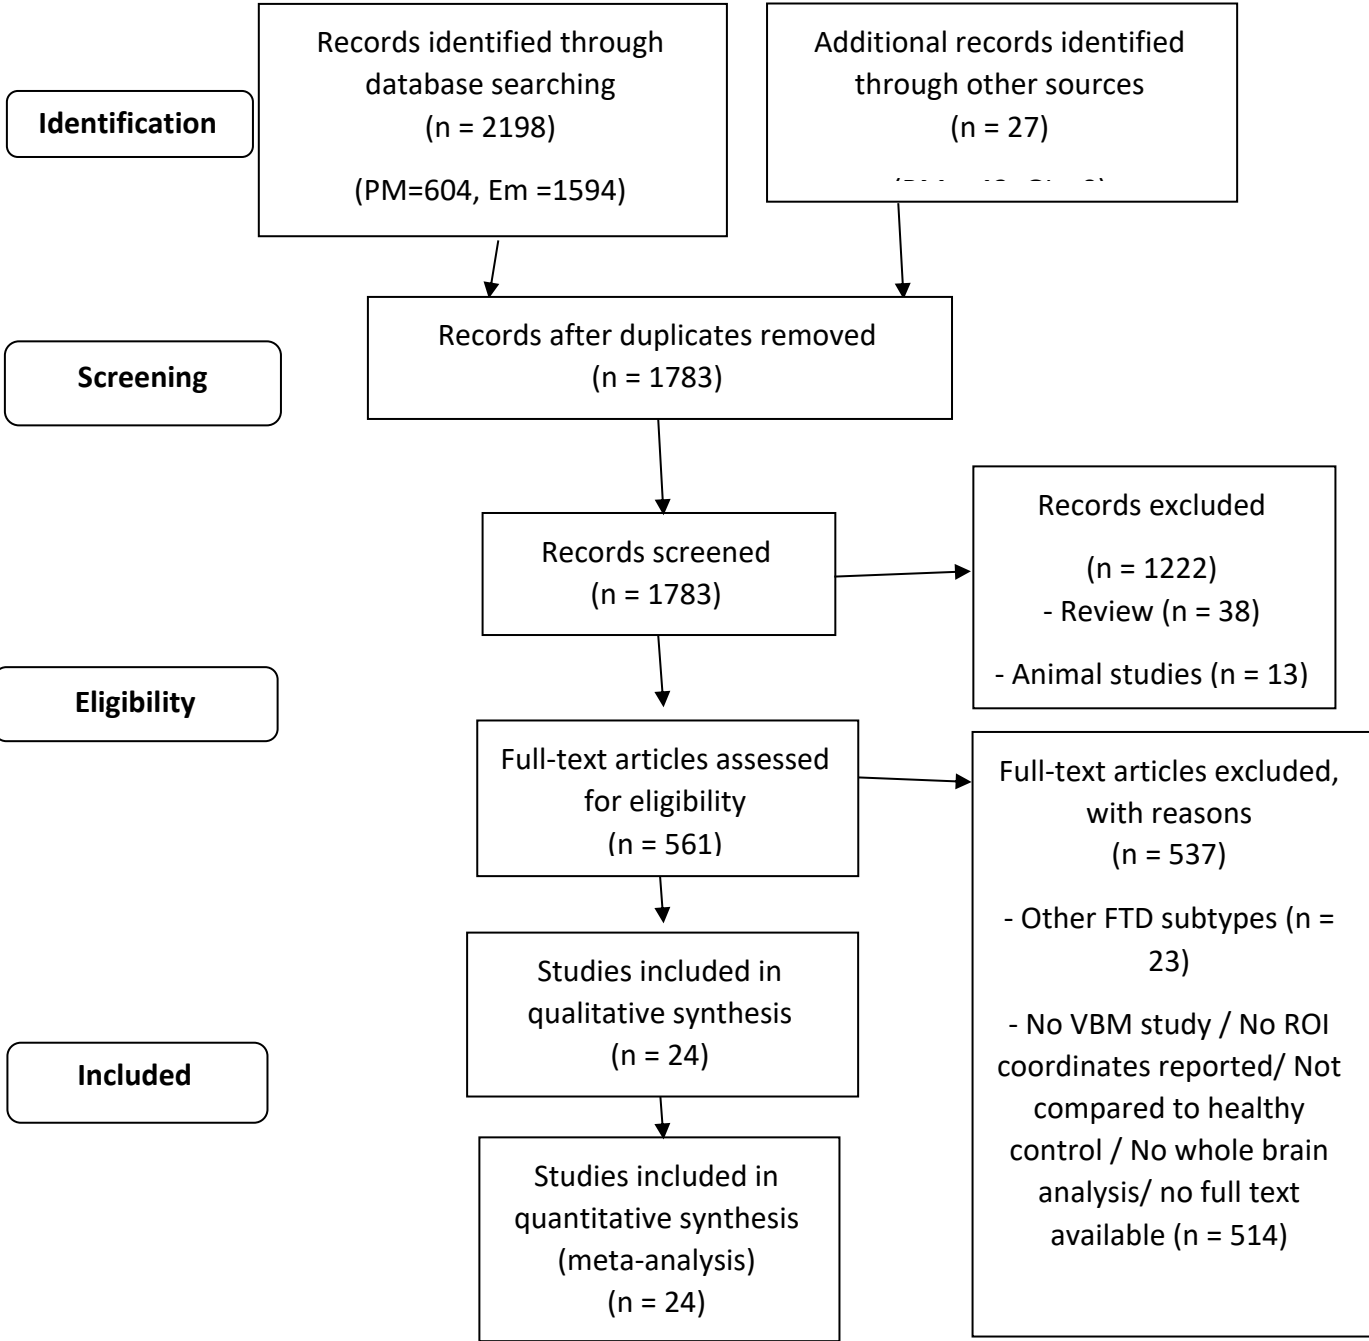 Identification
Records identified through
database searching
(n = 2198)
(PM=604, Em =1594)
Additional records identified
through other sources
(n = 27)
Screening
Records after duplicates removed
(n = 1783)
Records screened
(n = 1783)
Records excluded
(n = 1222)
- Review (n = 38)
- Animal studies (n = 13)
Eligibility
Full-text articles assessed
for eligibility
(n = 561)
Full-text articles excluded,
with reasons
(n = 537)
- Other FTD subtypes (n =
23)
- No VBM study / No ROI
coordinates reported/ Not
compared to healthy
control / No whole brain
analysis/ no full text
available (n = 514)
Included
Studies included in
qualitative synthesis
(n = 24)
Studies included in
quantitative synthesis
(meta-analysis)
(n = 24)